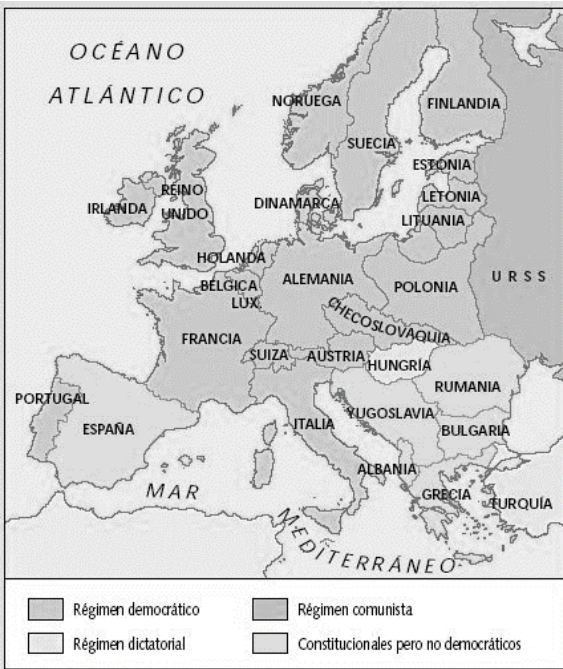 OCÉANO
ATLÁNTICO
NORUEGA
FINLANDIA
SUECIA
ESTONIA
REINO
UNIDO
IRLANDA
DINAMARCA
LETONIA
LITUANIA
HOLANDA
ALEMANIA
BÉLGICA
LUX.
POLONIA
URSS
CHECOSLOVAQUIA
FRANCIA
SUIZA
AUSTRIA
HUNGRÍA
RUMANIA
PORTUGAL
ESPAÑA
ITALIA
YUGOSLAVIA
BULGARIA
ALBANIA
GRECIA
TURQUÍA
MAR
MEDITERRÁNEO
Régimen democrático
Régimen comunista
Régimen dictatorial
Constitucionales pero no democráticos